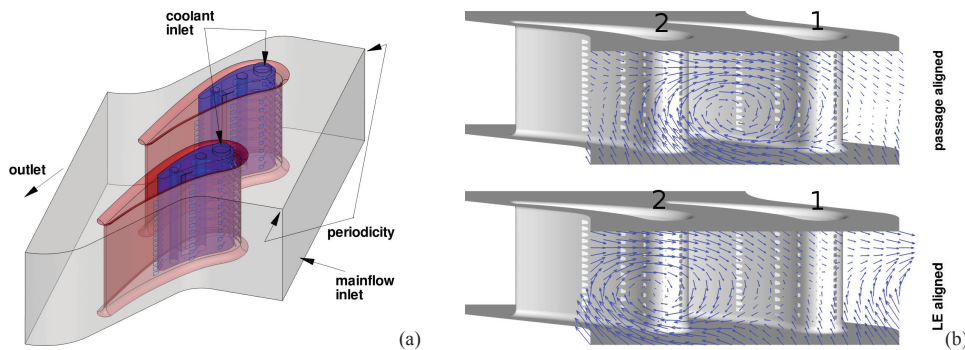 coolant
inlet
outlet
periodicity
mainflow
inlet
(a)
2
1
passage aligned
2
1
LE aligned
(b)